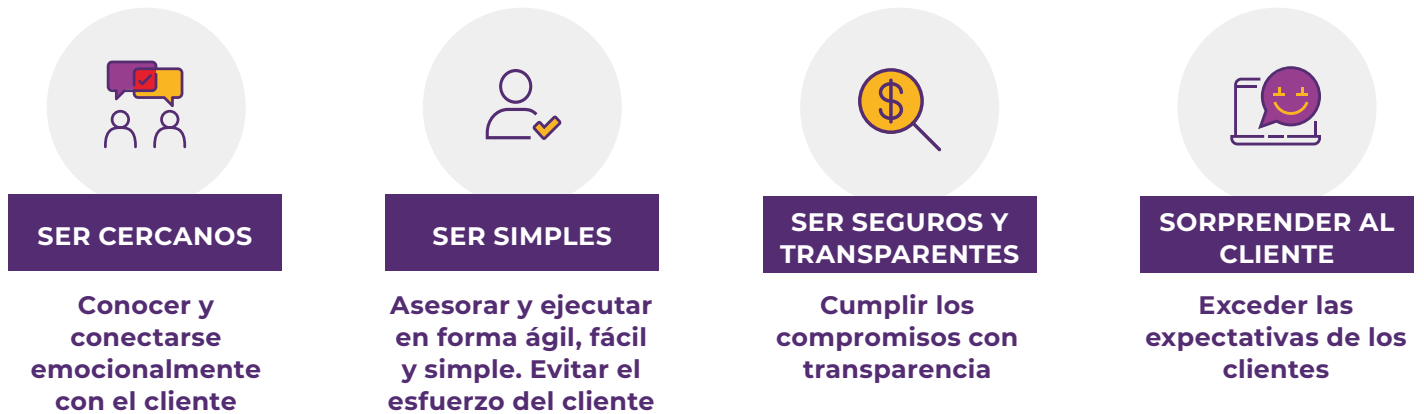 SER CERCANOS
Conocer y
conectarse
emocionalmente
con el cliente
SER SIMPLES
Asesorar y ejecutar
en forma ágil, fácil
y simple. Evitar el
esfuerzo del cliente
SER SEGUROS Y
TRANSPARENTES
Cumplir los
compromisos con
transparencia
SORPRENDER AL
CLIENTE
Exceder las
expectativas de los
clientes